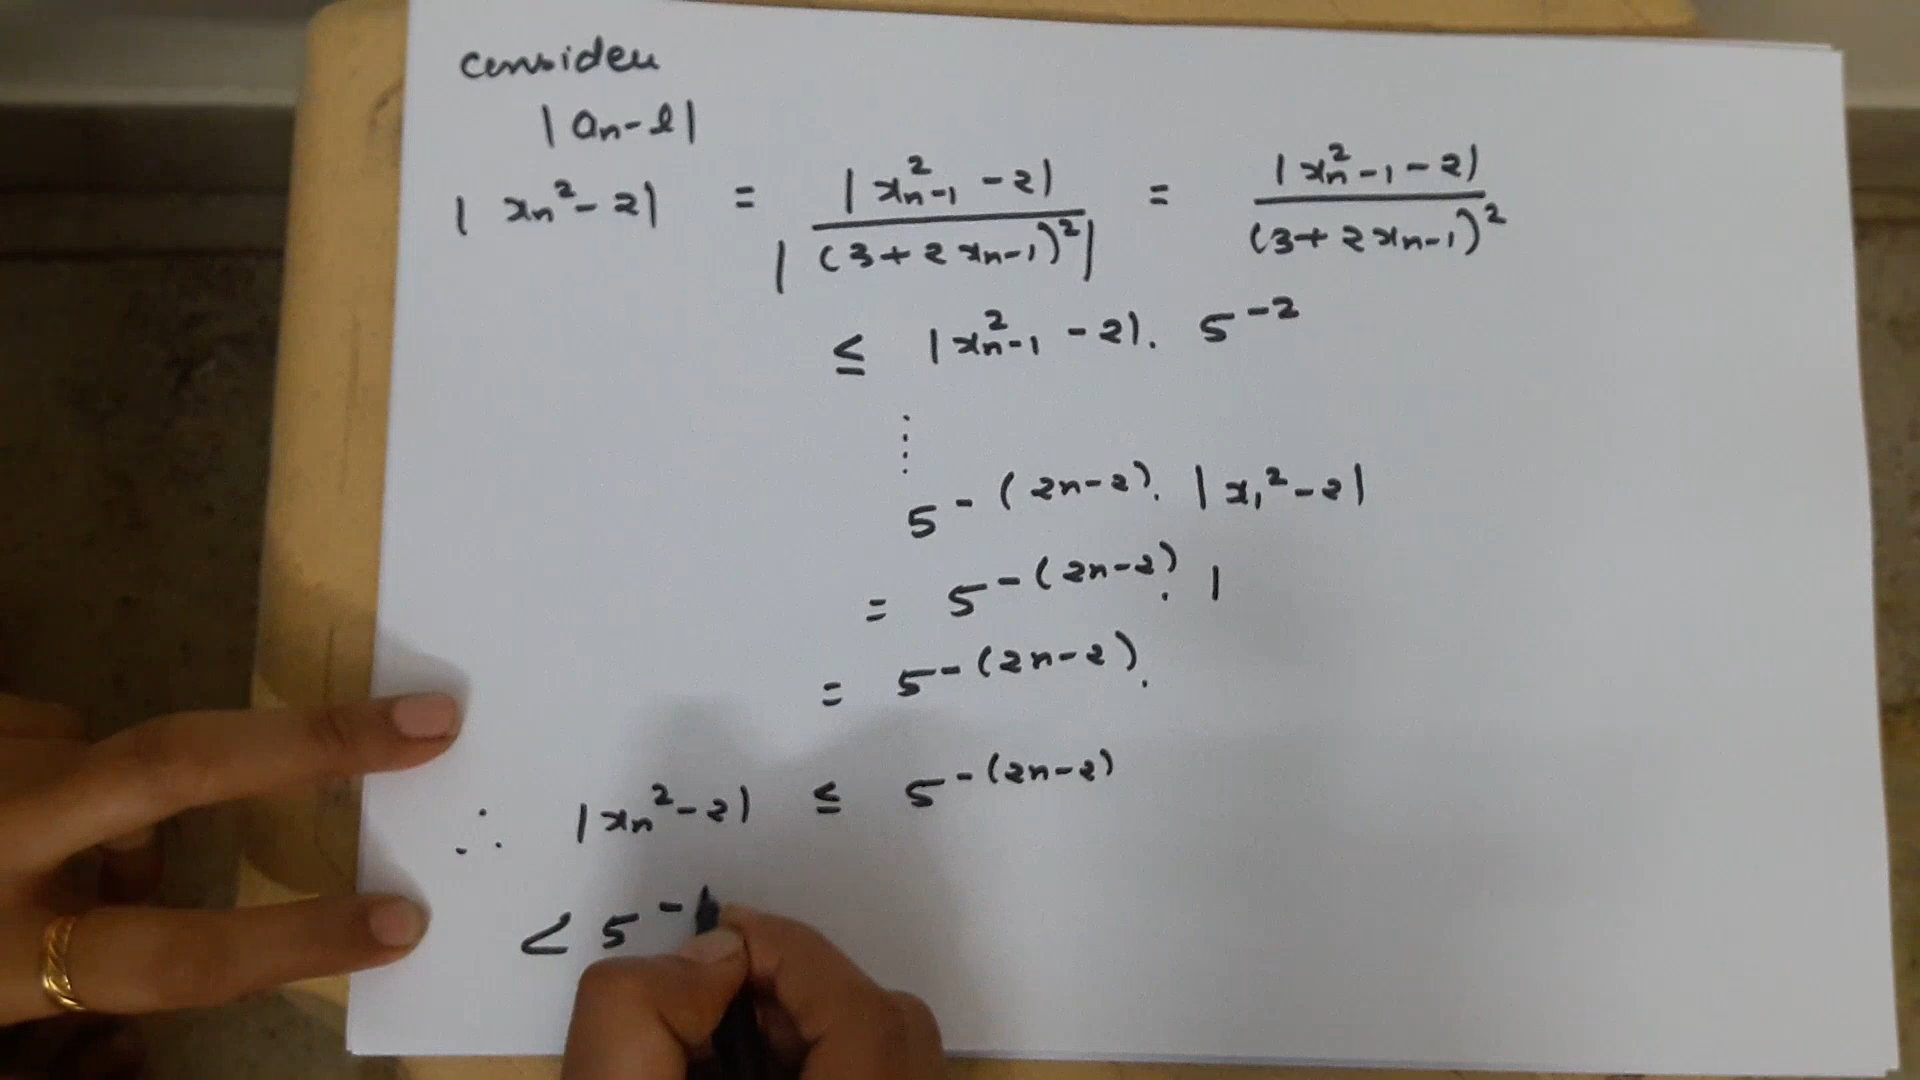 consider
|an-l|
|xn²-2| = |x²n-1 -2| / |(3+2xn-1)²| = |x²n-1-2| / (3+2xn-1)²
≤ |x²n-1 -2|. 5^-2
⋮
5^-(2n-2). |x₁²-2|
= 5^-(2n-2). 1
= 5^-(2n-2).
∴ |xn²-2| ≤ 5^-(2n-2)
< 5^-